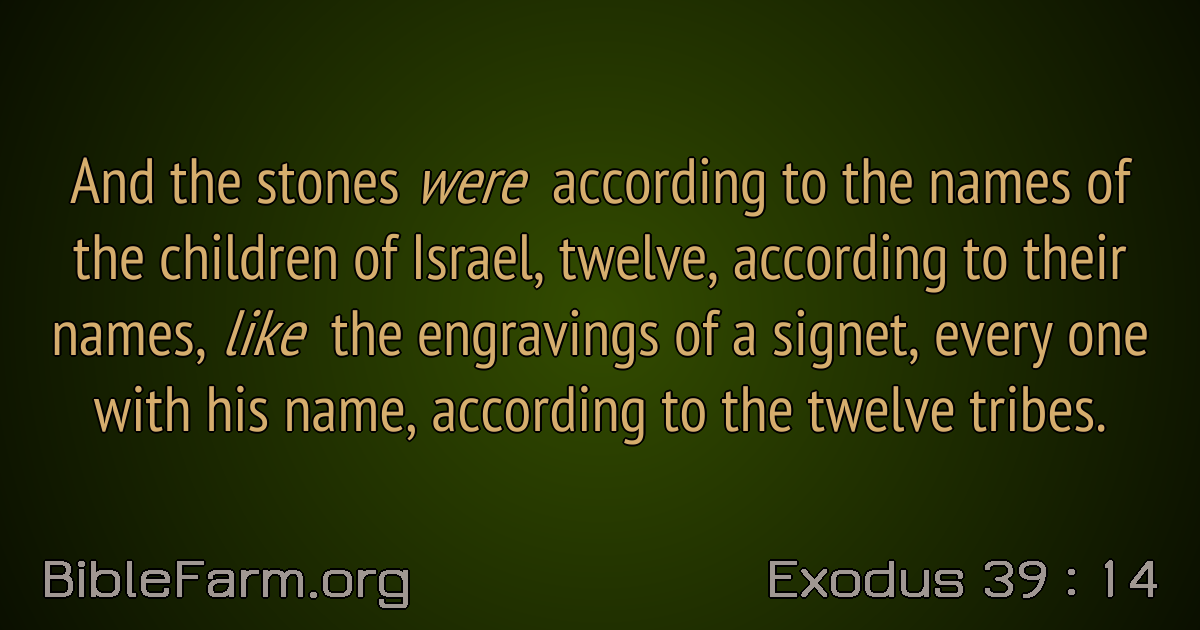 And the stones were according to the names of
the children of Israel, twelve, according to their
names, like the engravings of a signet, every one
with his name, according to the twelve tribes.
BibleFarm.org
Exodus 39 : 14